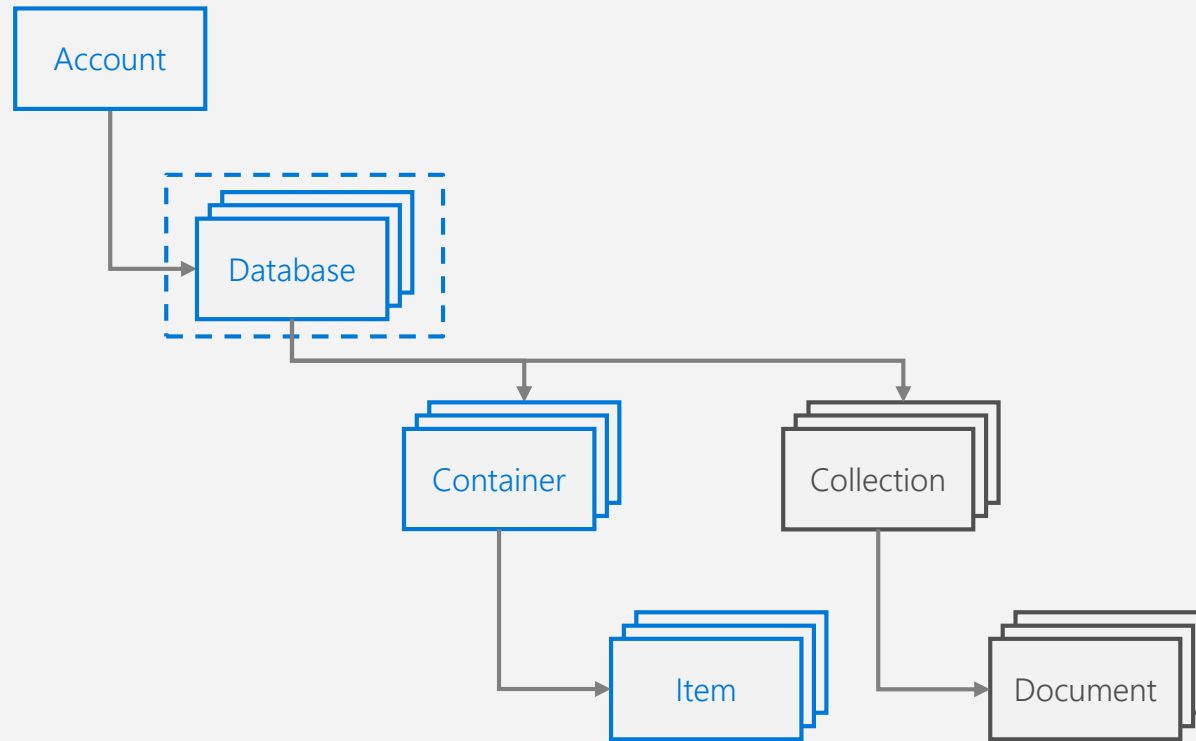 Account
Database
Container
Collection
Item
Document